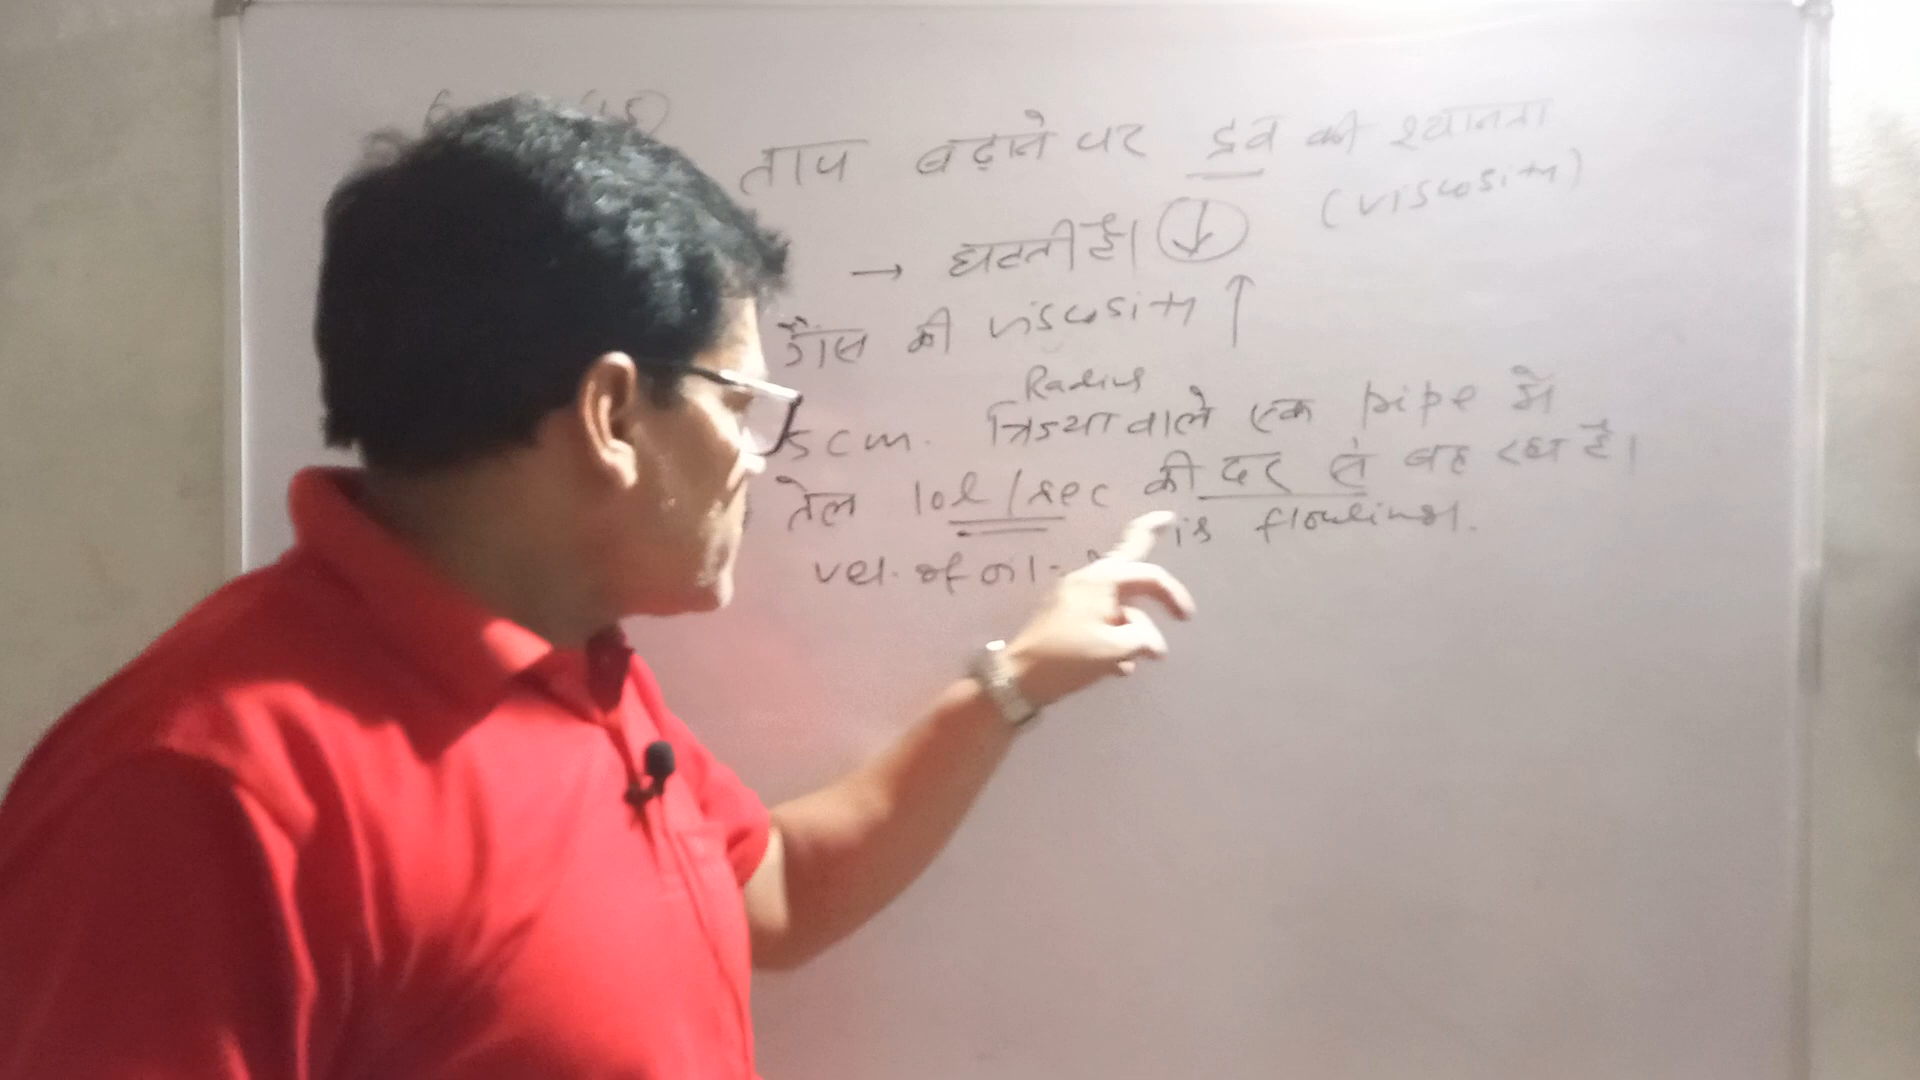 ताप बढ़ाने पर द्रव की श्यानता
(viscosity)
→ घटती है। ↓
गैस की viscosity ↑
Radius
5cm. त्रिज्या वाले एक pipe में
तेल 10l/sec की दर से बह रहा है।
is flowing.
vel. of oil